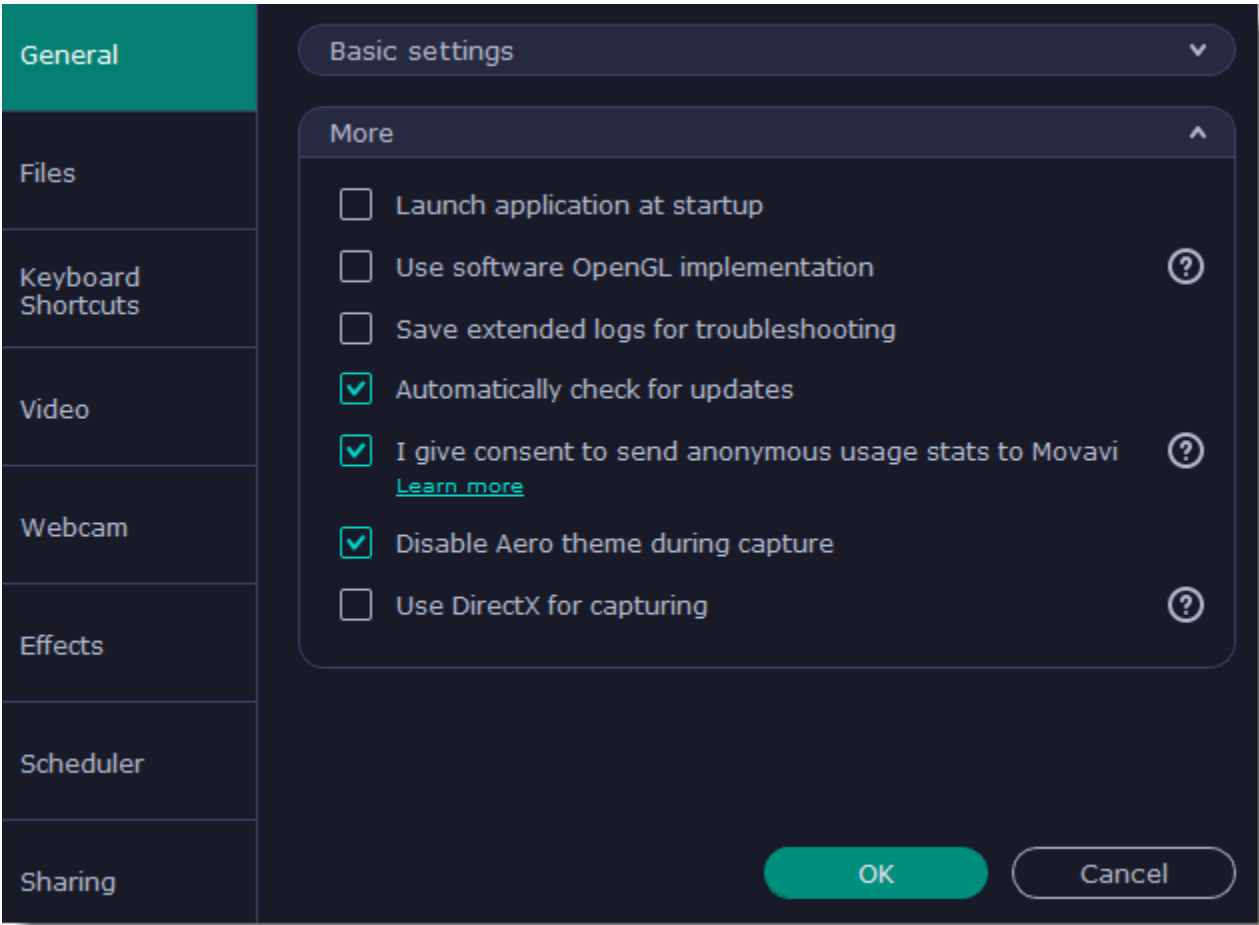 General
Files
Keyboard
Shortcuts
Video
Webcam
Effects
Scheduler
Sharing
Basic settings
More
Launch application at startup
Use software OpenGL implementation
Save extended logs for troubleshooting
Automatically check for updates
I give consent to send anonymous usage stats to Movavi
Learn more
Disable Aero theme during capture
Use DirectX for capturing
OK
Cancel